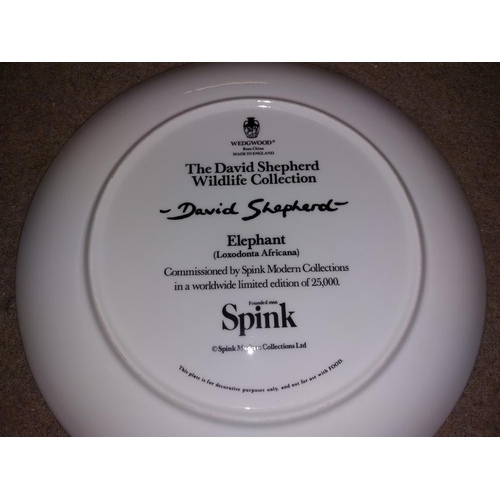 WEDGWOOD®
Bone China
MADE IN ENGLAND
The David Shepherd
Wildlife Collection
- David Shepherd -
Elephant
(Loxodonta Africana)
Commissioned by Spink Modern Collections
in a worldwide limited edition of 25,000.
Founded 1666
Spink
© Spink Modern Collections Ltd
This plate is for decorative purposes only, and not for use with FOOD.